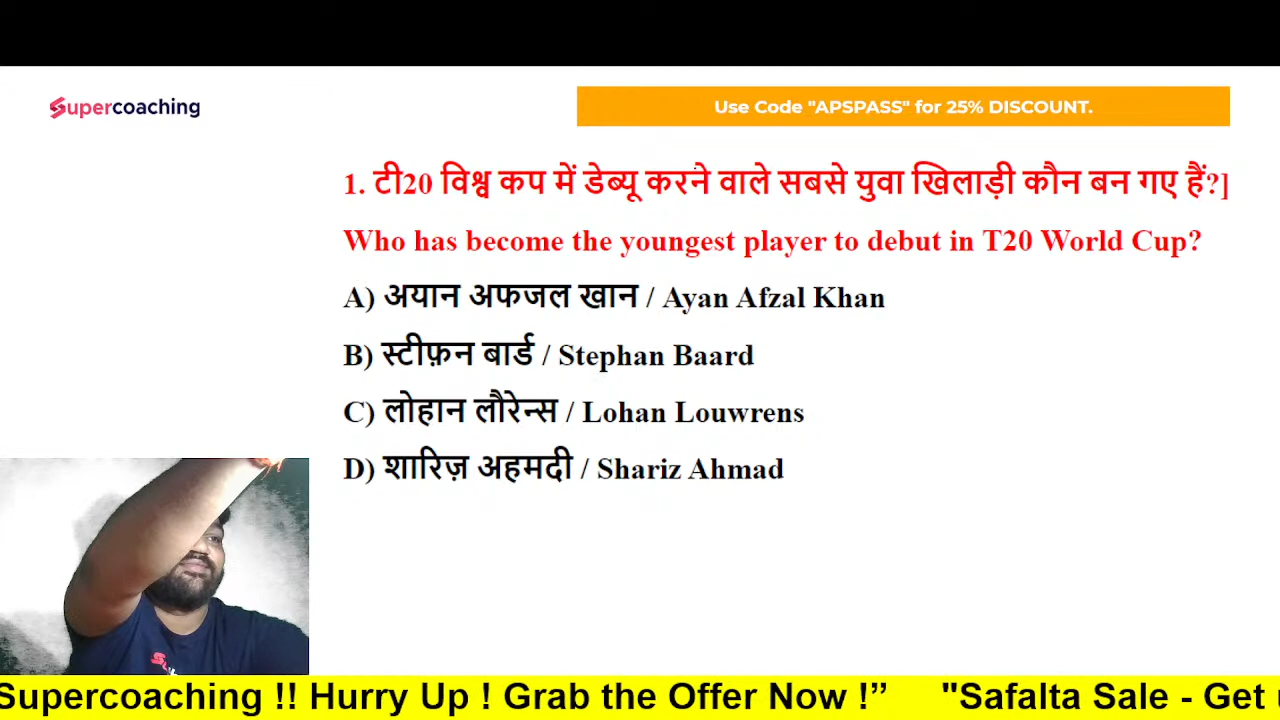 Supercoaching
Use Code "APSPASS" for 25% DISCOUNT.
1. टी20 विश्व कप में डेब्यू करने वाले सबसे युवा खिलाड़ी कौन बन गए हैं?]
Who has become the youngest player to debut in T20 World Cup?
A) अयान अफजल खान / Ayan Afzal Khan
B) स्टीफ़न बार्ड / Stephan Baard
C) लोहान लौरेन्स / Lohan Louwrens
D) शारिज़ अहमदी / Shariz Ahmad
Supercoaching !! Hurry Up ! Grab the Offer Now !” "Safalta Sale - Get